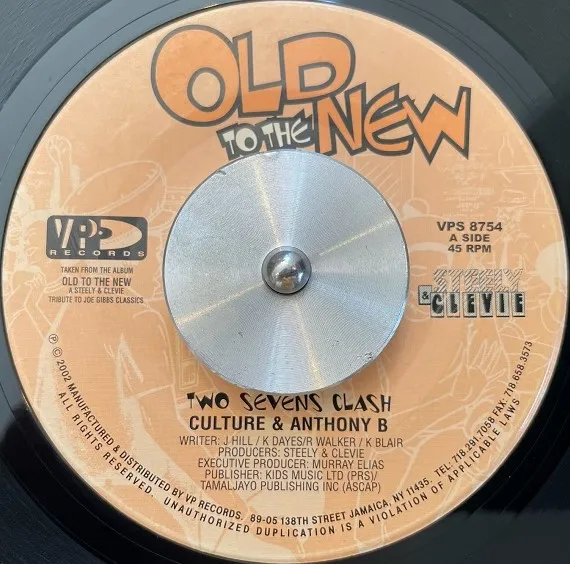 OLD
TO THE
NEW
VP
RECORDS
TAKEN FROM THE ALBUM
OLD TO THE NEW
A STEELY & CLEVIE
TRIBUTE TO JOE GIBBS CLASSICS
VPS 8754
A SIDE
45 RPM
STEELY
& CLEVIE
TWO SEVENS CLASH
CULTURE & ANTHONY B
WRITER: J HILL / K DAYES/R WALKER / K BLAIR
PRODUCERS: STEELY & CLEVIE
EXECUTIVE PRODUCER: MURRAY ELIAS
PUBLISHER: KIDS MUSIC LTD (PRS)/
TAMALJAYO PUBLISHING INC (ASCAP)
℗ © 2002 MANUFACTURED & DISTRIBUTED BY VP RECORDS. 89-05 138TH STREET JAMAICA, NY 11435. TEL. 718.391.7058 FAX: 718.658.3573
ALL RIGHTS RESERVED. UNAUTHORIZED DUPLICATION IS A VIOLATION OF APPLICABLE LAWS